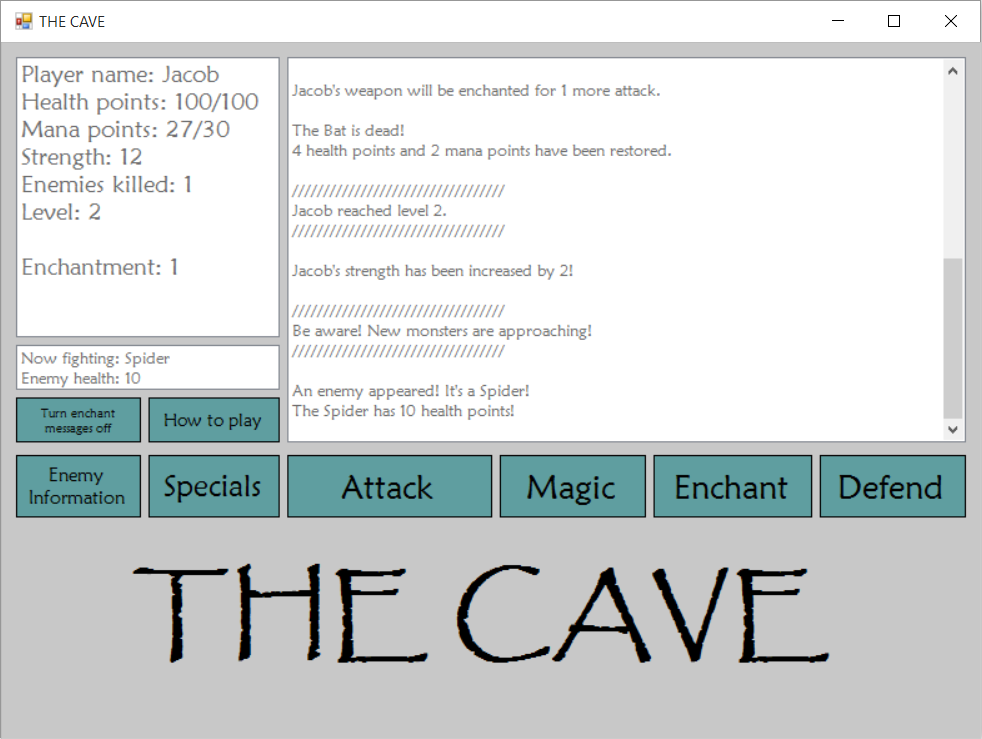 THE CAVE
Player name: Jacob
Health points: 100/100
Mana points: 27/30
Strength: 12
Enemies killed: 1
Level: 2
Enchantment: 1
Now fighting: Spider
Enemy health: 10
Turn enchant
messages off
How to play
Jacob's weapon will be enchanted for 1 more attack.
The Bat is dead!
4 health points and 2 mana points have been restored.
//////////////////////////////////
Jacob reached level 2.
//////////////////////////////////
Jacob's strength has been increased by 2!
//////////////////////////////////
Be aware! New monsters are approaching!
//////////////////////////////////
An enemy appeared! It's a Spider!
The Spider has 10 health points!
Enemy
Information
Specials
Attack
Magic
Enchant
Defend
THE CAVE